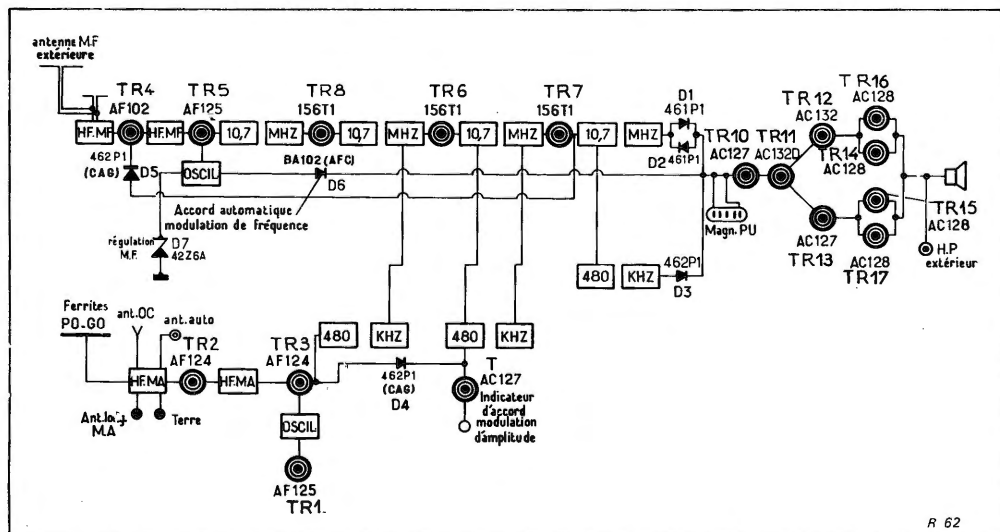 antenne M.F
extérieure
TR4
AF102
TR5
AF125
TR8
156T1
TR6
156T1
TR7
156T1
D1
461P1
D2
461P1
TR10
AC127
TR11
AC132D
TR12
AC132
TR16
AC128
TR14
AC128
TR15
AC128
TR13
AC127
TR17
AC128
HF.MF
HF.MF
10,7
MHZ
10,7
MHZ
10,7
MHZ
10,7
MHZ
462P1
(CAG)
D5
OSCIL
BA102 (AFC)
D6
Accord automatique
modulation de fréquence
régulation
M.F.
D7
42Z6A
Magn. PU
H.P
extérieur
480
KHZ
462P1
D3
Ferrites
PO-GO
ant.OC
ant.auto
TR2
AF124
TR3
AF124
480
KHZ
480
KHZ
HF.MA
HF.MA
462P1
(CAG)
D4
T
AC127
Indicateur
d'accord
modulation
d'amplitude
M.A
Terre
OSCIL
AF125
TR1
R 62